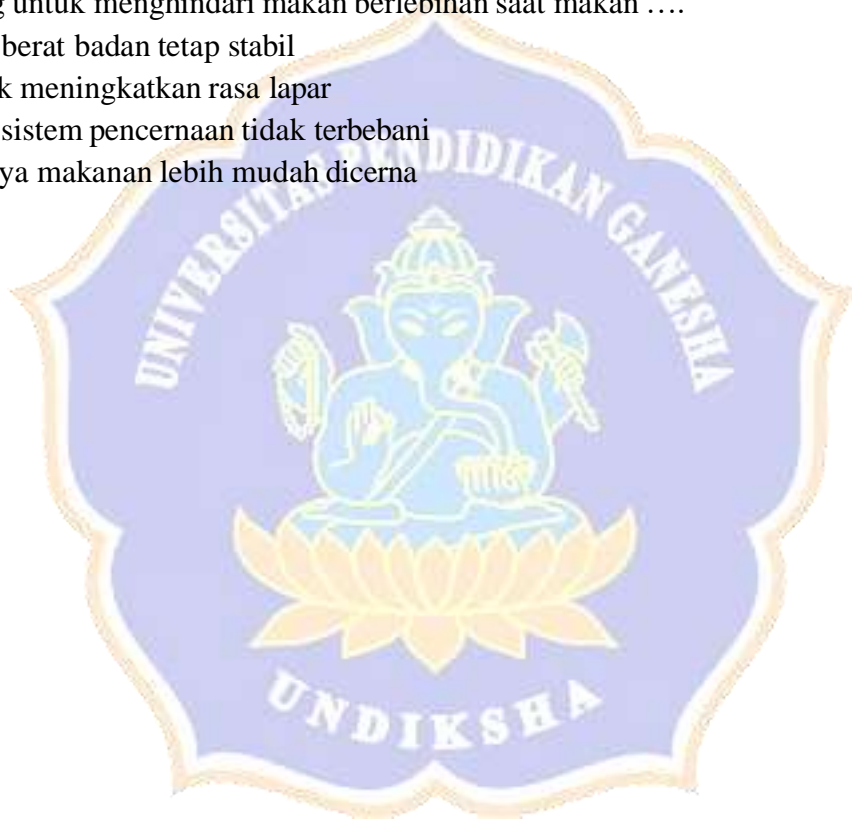 untuk menghindari makan berlebihan saat makan ….
berat badan tetap stabil
meningkatkan rasa lapar
sistem pencernaan tidak terbebani
makanan lebih mudah dicerna
UNIVERSITAS PENDIDIKAN GANESHA
UNDIKSHA